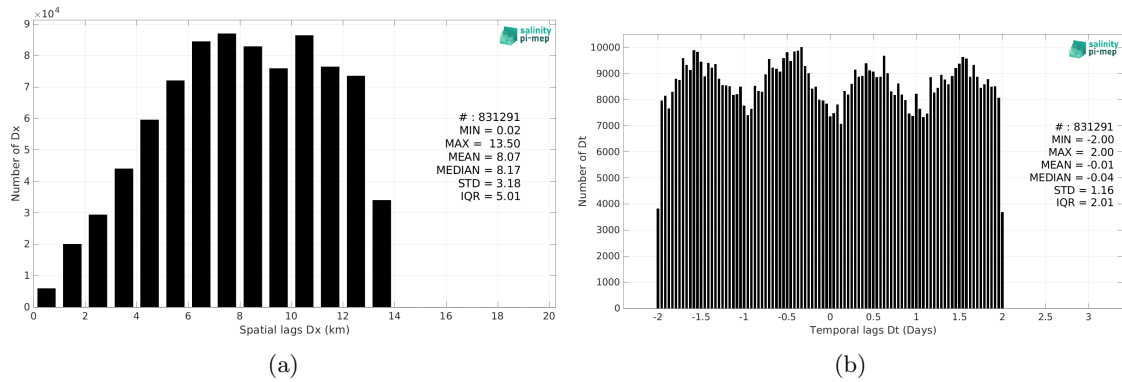 ×10⁴
9
8
7
6
5
4
3
2
1
0
Number of Dx
0 2 4 6 8 10 12 14 16 18 20
Spatial lags Dx (km)
salinity
pi-mep
# : 831291
MIN = 0.02
MAX = 13.50
MEAN = 8.07
MEDIAN = 8.17
STD = 3.18
IQR = 5.01
(a)
10000
9000
8000
7000
6000
5000
4000
3000
2000
1000
0
Number of Dt
-2 -1.5 -1 -0.5 0 0.5 1 1.5 2 2.5 3
Temporal lags Dt (Days)
salinity
pi-mep
# : 831291
MIN = -2.00
MAX = 2.00
MEAN = -0.01
MEDIAN = -0.04
STD = 1.16
IQR = 2.01
(b)